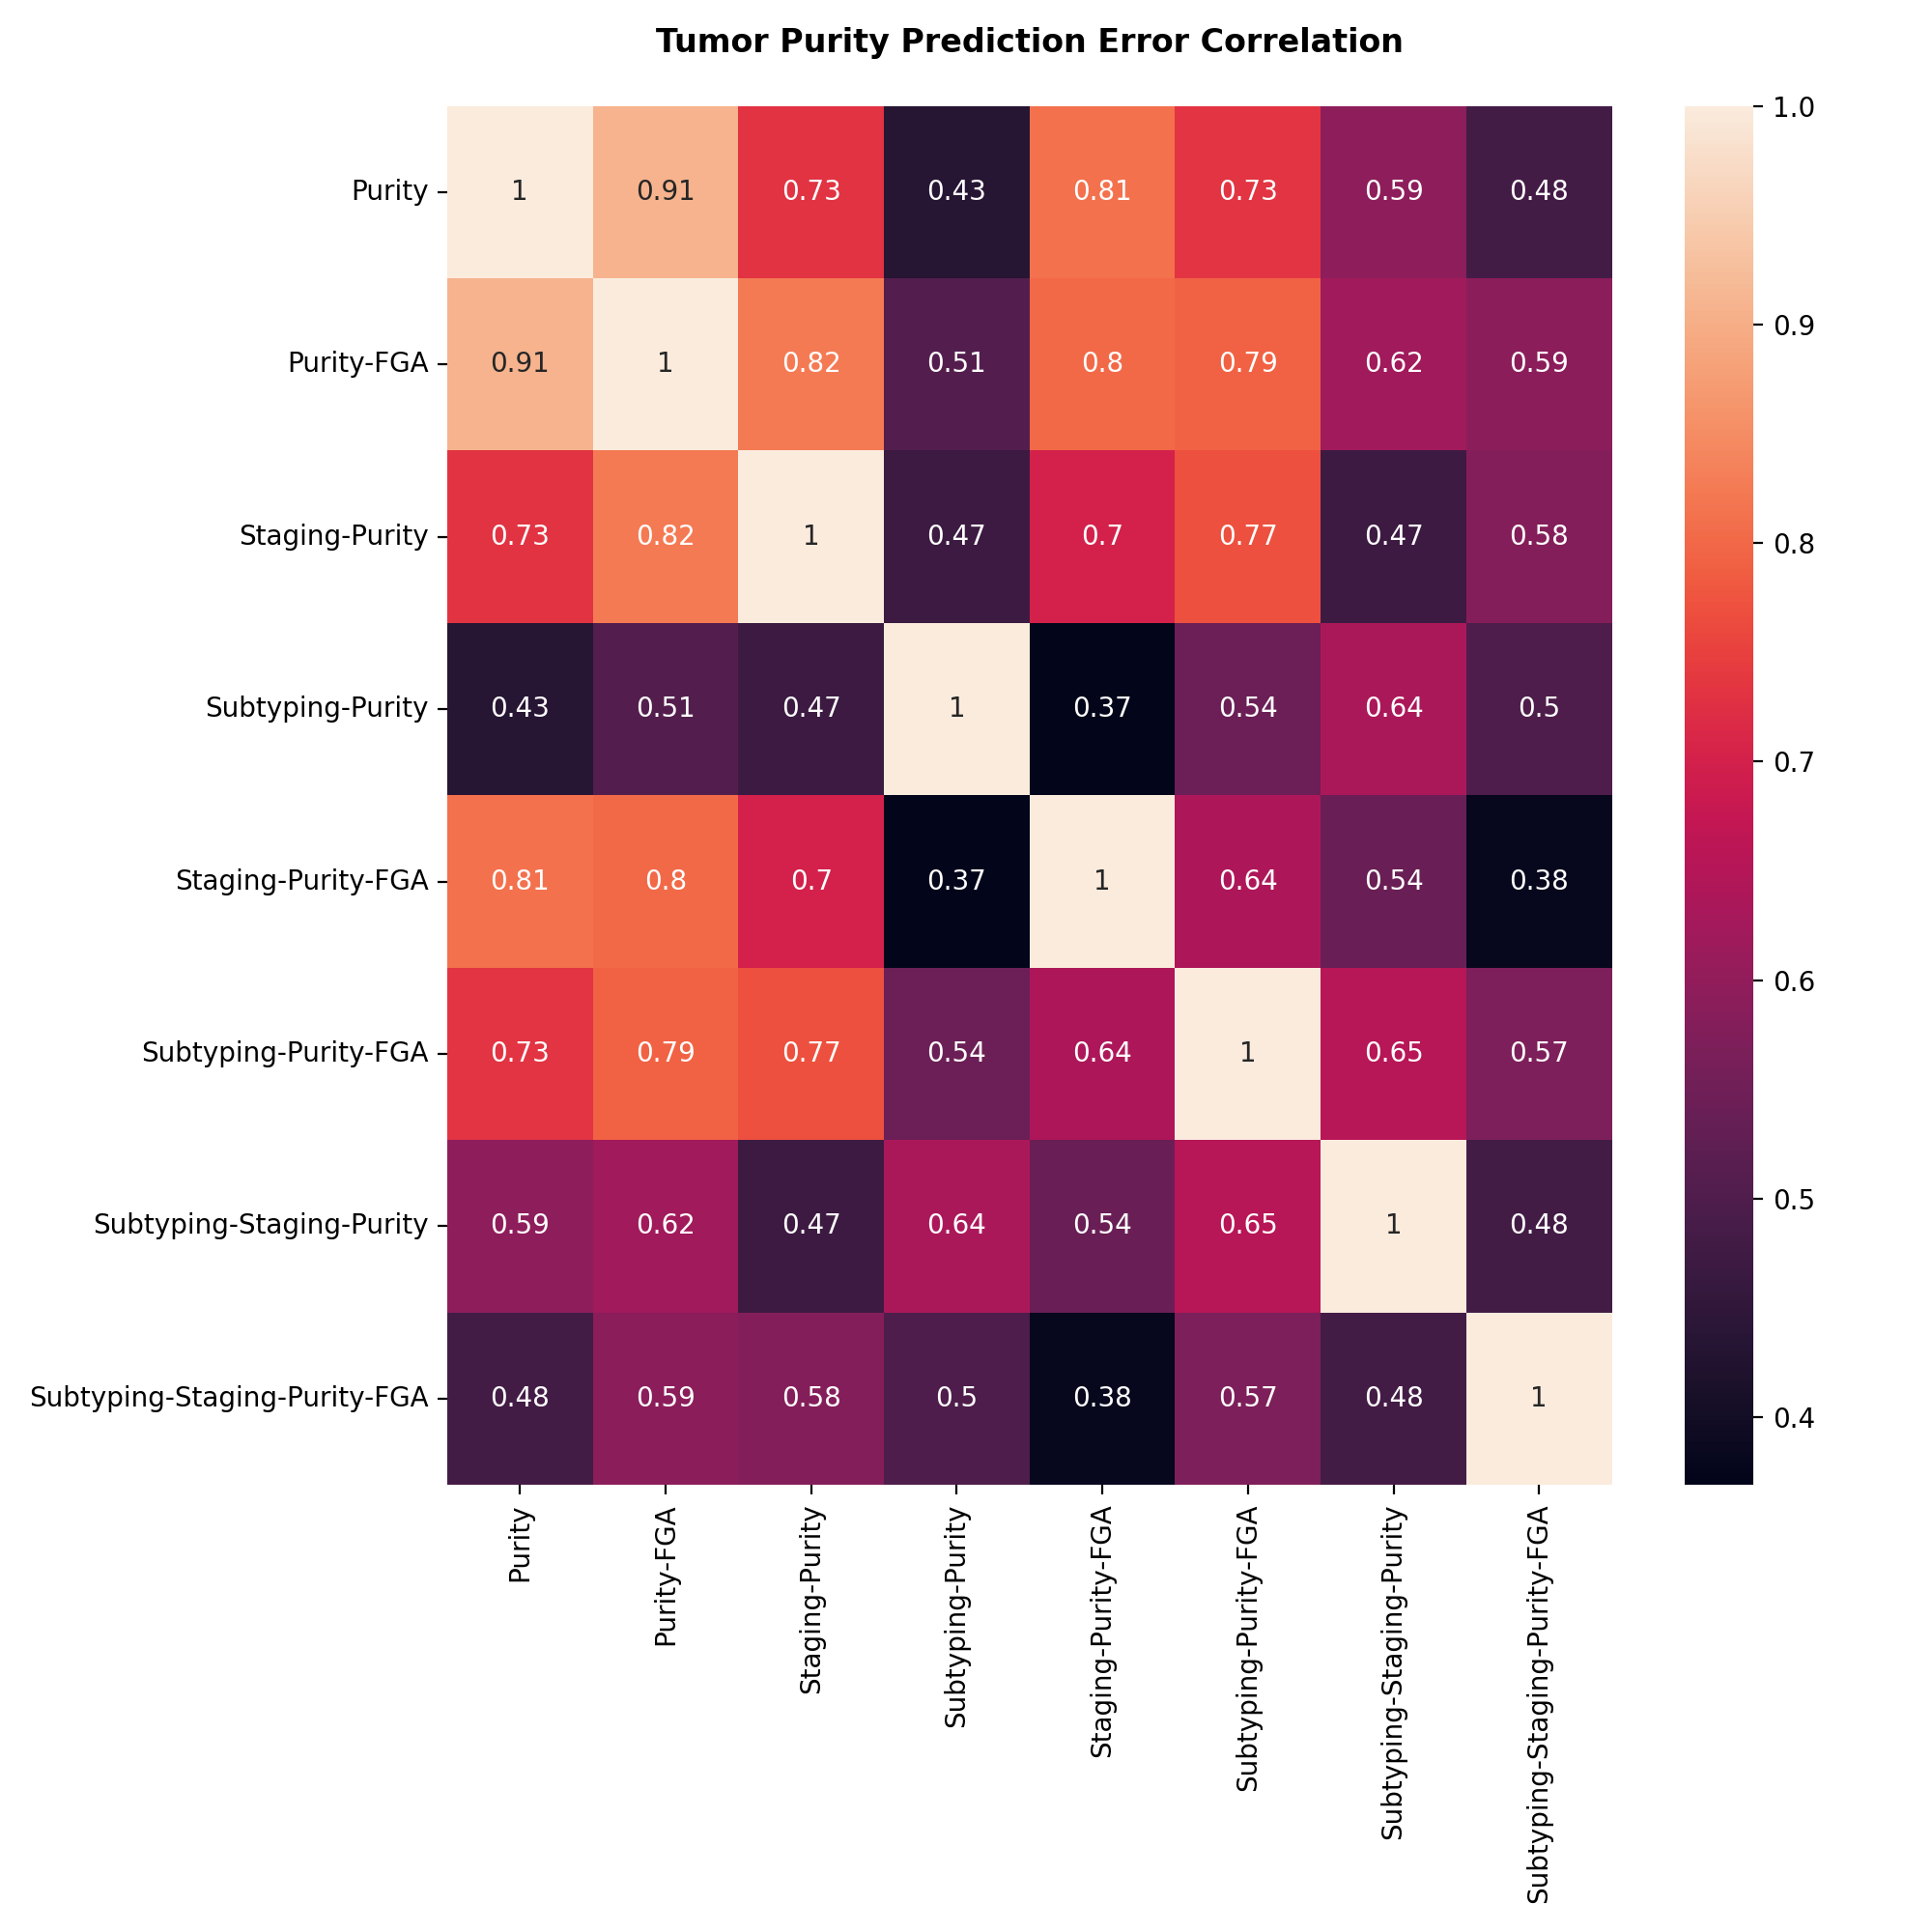 Tumor Purity Prediction Error Correlation
Purity 1 0.91 0.73 0.43 0.81 0.73 0.59 0.48
Purity-FGA 0.91 1 0.82 0.51 0.8 0.79 0.62 0.59
Staging-Purity 0.73 0.82 1 0.47 0.7 0.77 0.47 0.58
Subtyping-Purity 0.43 0.51 0.47 1 0.37 0.54 0.64 0.5
Staging-Purity-FGA 0.81 0.8 0.7 0.37 1 0.64 0.54 0.38
Subtyping-Purity-FGA 0.73 0.79 0.77 0.54 0.64 1 0.65 0.57
Subtyping-Staging-Purity 0.59 0.62 0.47 0.64 0.54 0.65 1 0.48
Subtyping-Staging-Purity-FGA 0.48 0.59 0.58 0.5 0.38 0.57 0.48 1
Purity
Purity-FGA
Staging-Purity
Subtyping-Purity
Staging-Purity-FGA
Subtyping-Purity-FGA
Subtyping-Staging-Purity
Subtyping-Staging-Purity-FGA
1.0
0.9
0.8
0.7
0.6
0.5
0.4